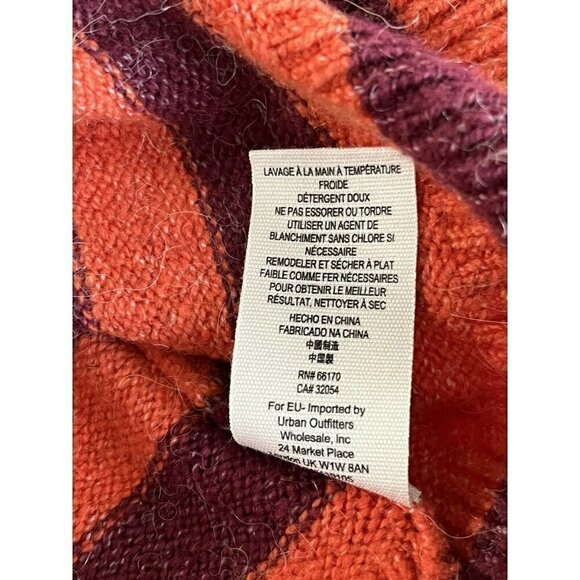 LAVAGE À LA MAIN À TEMPÉRATURE
FROIDE
DÉTERGENT DOUX
NE PAS ESSORER OU TORDRE
UTILISER UN AGENT DE
BLANCHIMENT SANS CHLORE SI
NÉCESSAIRE
REMODELER ET SÉCHER À PLAT
FAIBLE COMME FER NÉCESSAIRES
POUR OBTENIR LE MEILLEUR
RÉSULTAT, NETTOYER À SEC
HECHO EN CHINA
FABRICADO NA CHINA
中國制造
中国製
RN# 66170
CA# 32054
For EU- Imported by
Urban Outfitters
Wholesale, Inc
24 Market Place
London UK W1W 8AN